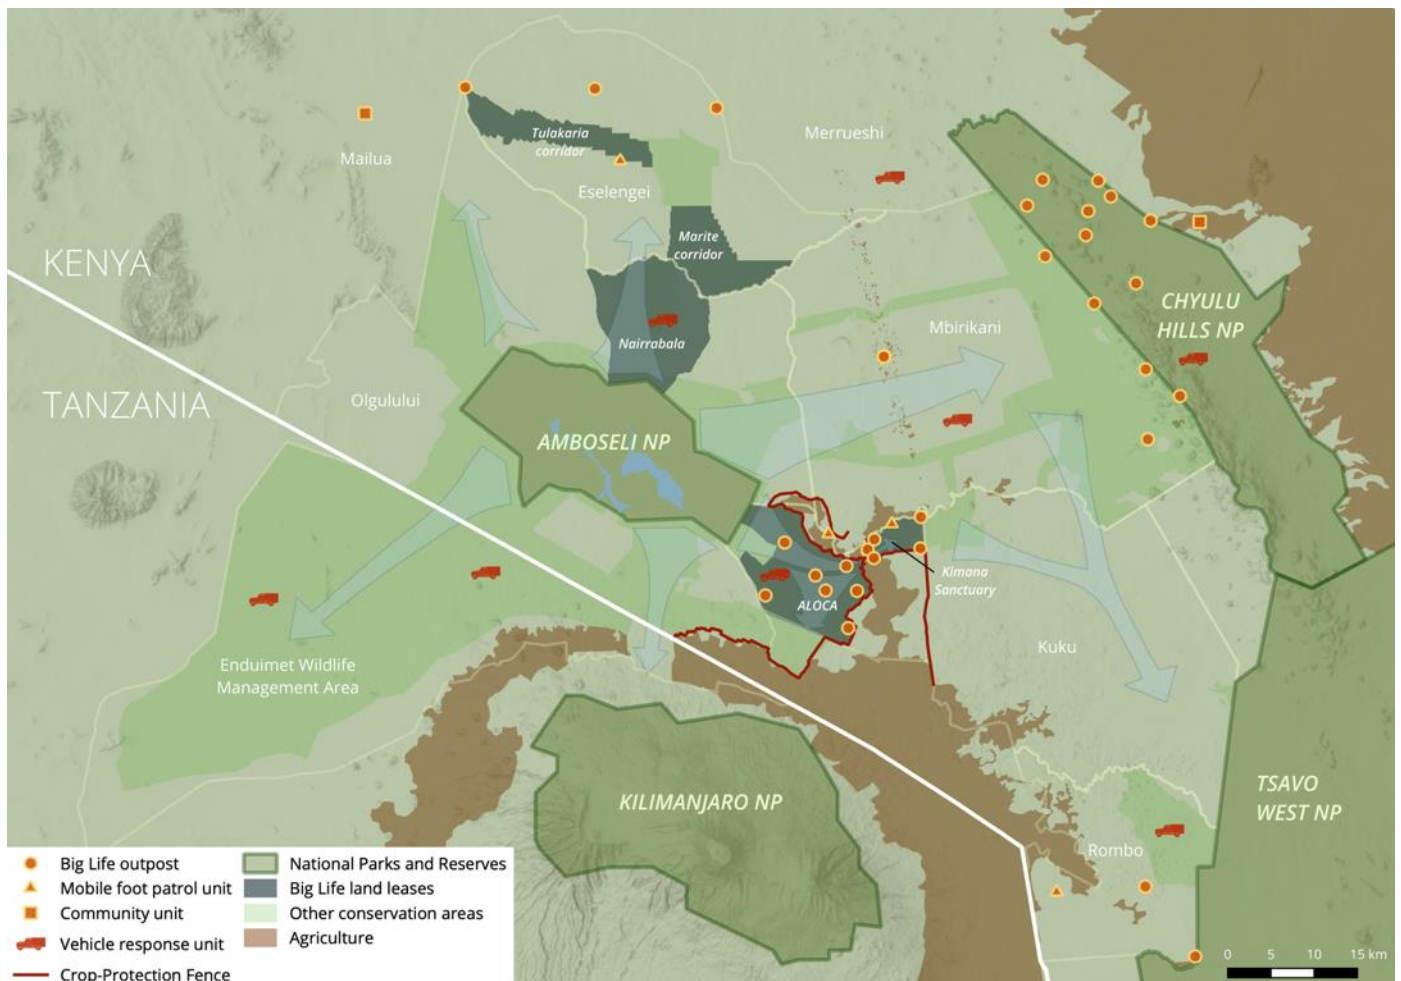 Merrueshi
Tulakaria
corridor
Mailua
Eselengei
Marite
corridor
KENYA
CHYULU
HILLS NP
Mbirikani
Nairrabala
TANZANIA
Olgulului
AMBOSELI NP
Kimana
Sanctuary
ALOCA
Kuku
Enduimet Wildlife
Management Area
KILIMANJARO NP
TSAVO
WEST NP
Rombo
Big Life outpost
Mobile foot patrol unit
Community unit
Vehicle response unit
Crop-Protection Fence
National Parks and Reserves
Big Life land leases
Other conservation areas
Agriculture
0 5 10 15 km